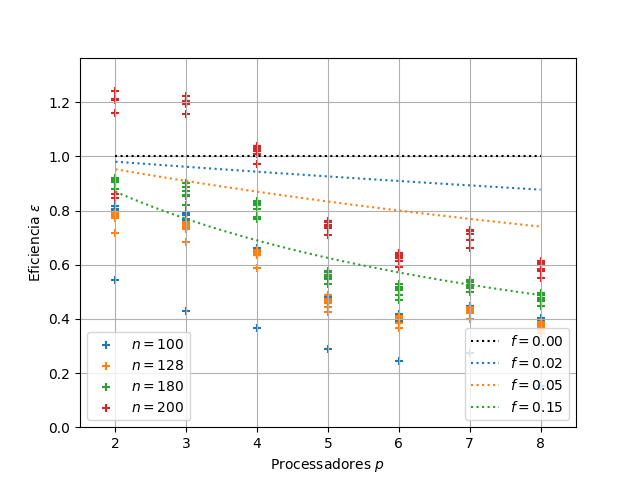 1.2
1.0
0.8
0.6
0.4
0.2
0.0
Eficiencia ε
n = 100
n = 128
n = 180
n = 200
f = 0.00
f = 0.02
f = 0.05
f = 0.15
2 3 4 5 6 7 8
Processadores p